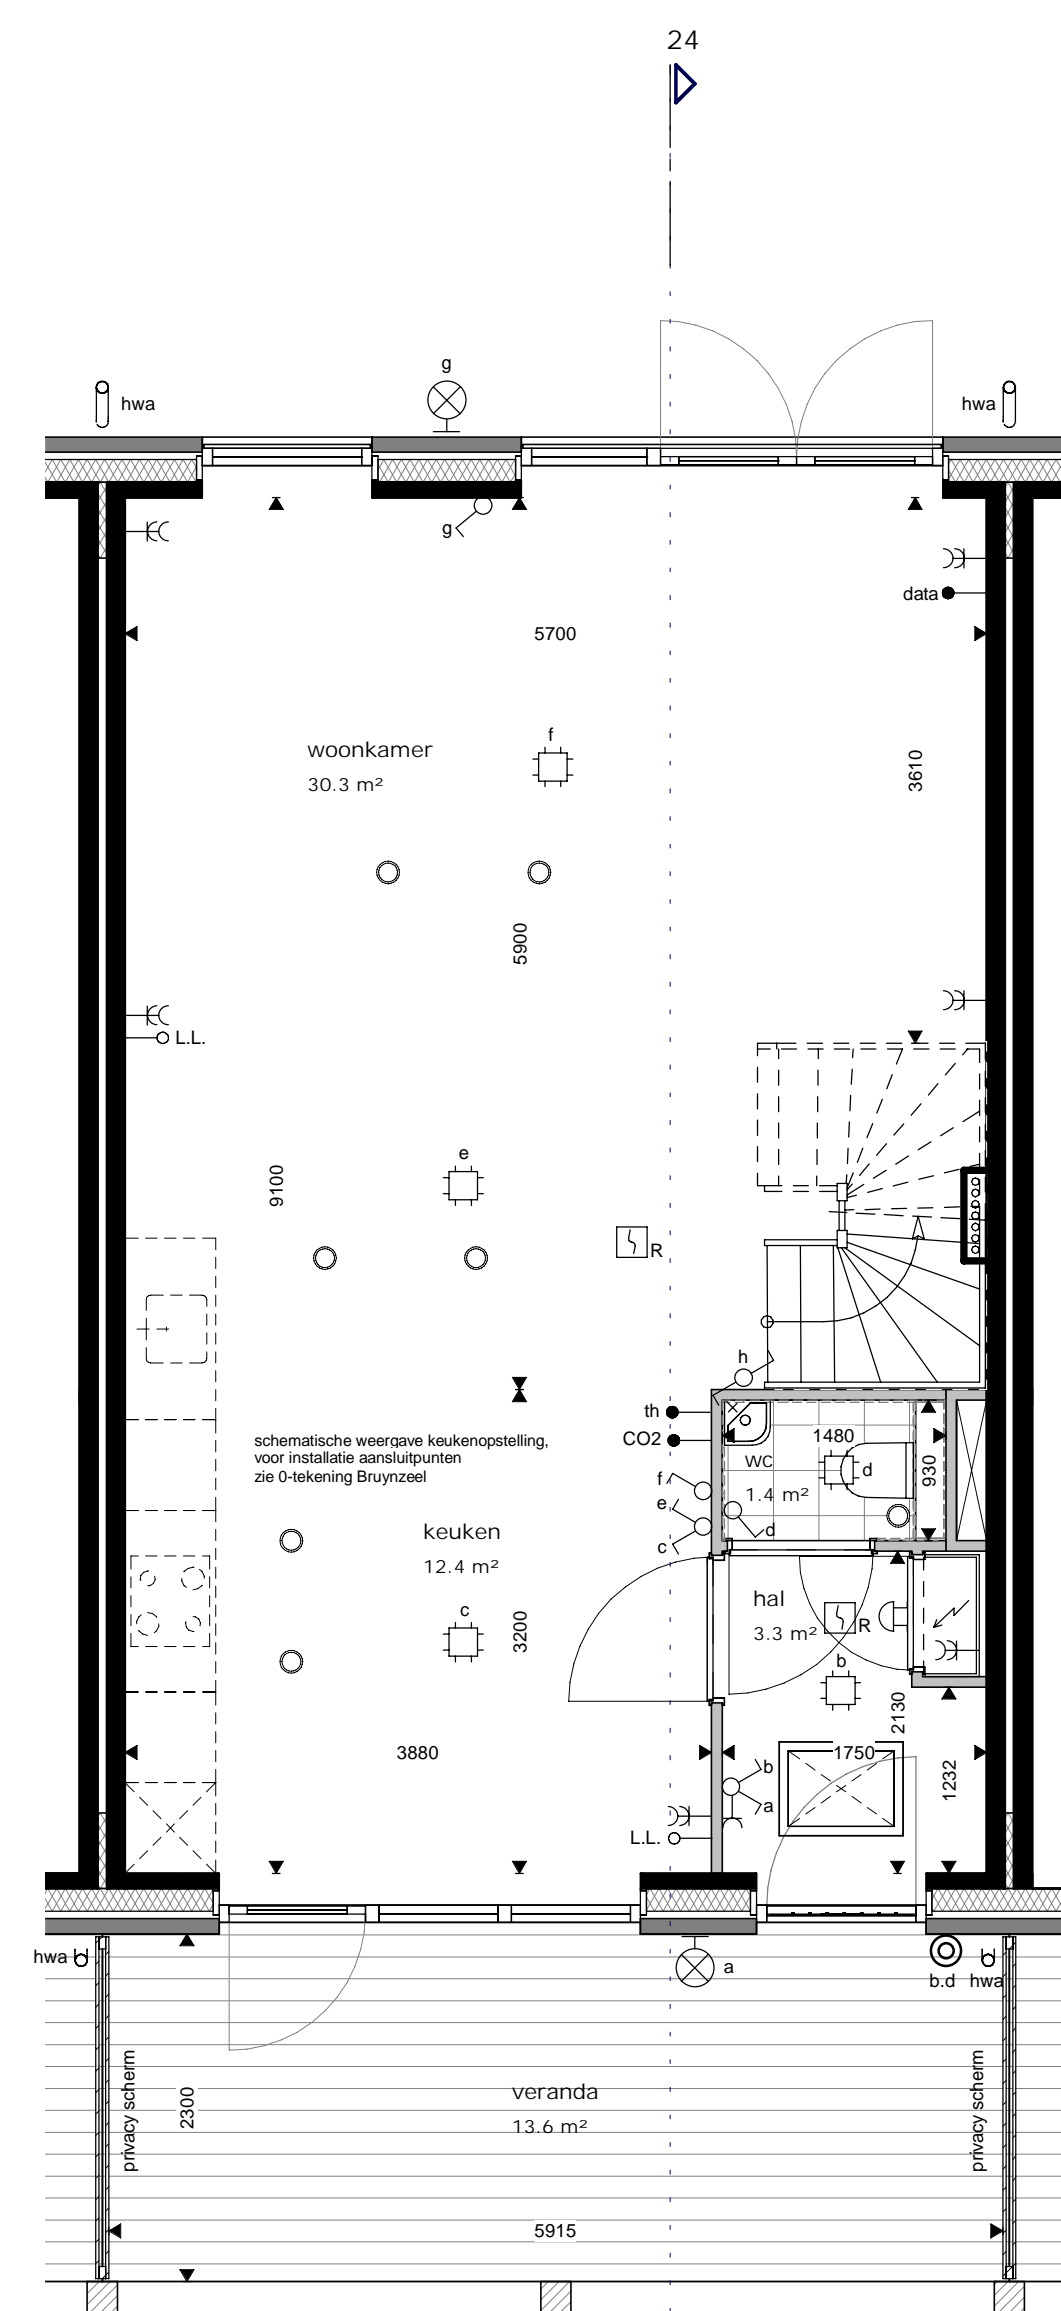 24
g
hwa
hwa
g
data
5700
f
woonkamer
30.3 m²
3610
5900
L.L.
e
9100
R
h
th
CO2
1480
schematische weergave keukenopstelling,
voor installatie aansluitpunten
zie 0-tekening Bruynzeel
WC
d
930
f
1.4 m²
e
d
keuken
c
12.4 m²
hal
3.3 m²
R
c
3200
b
2130
3880
1750
b
a
1232
L.L.
hwa
a
b.d
hwa
privacy scherm
2300
veranda
13.6 m²
privacy scherm
5915